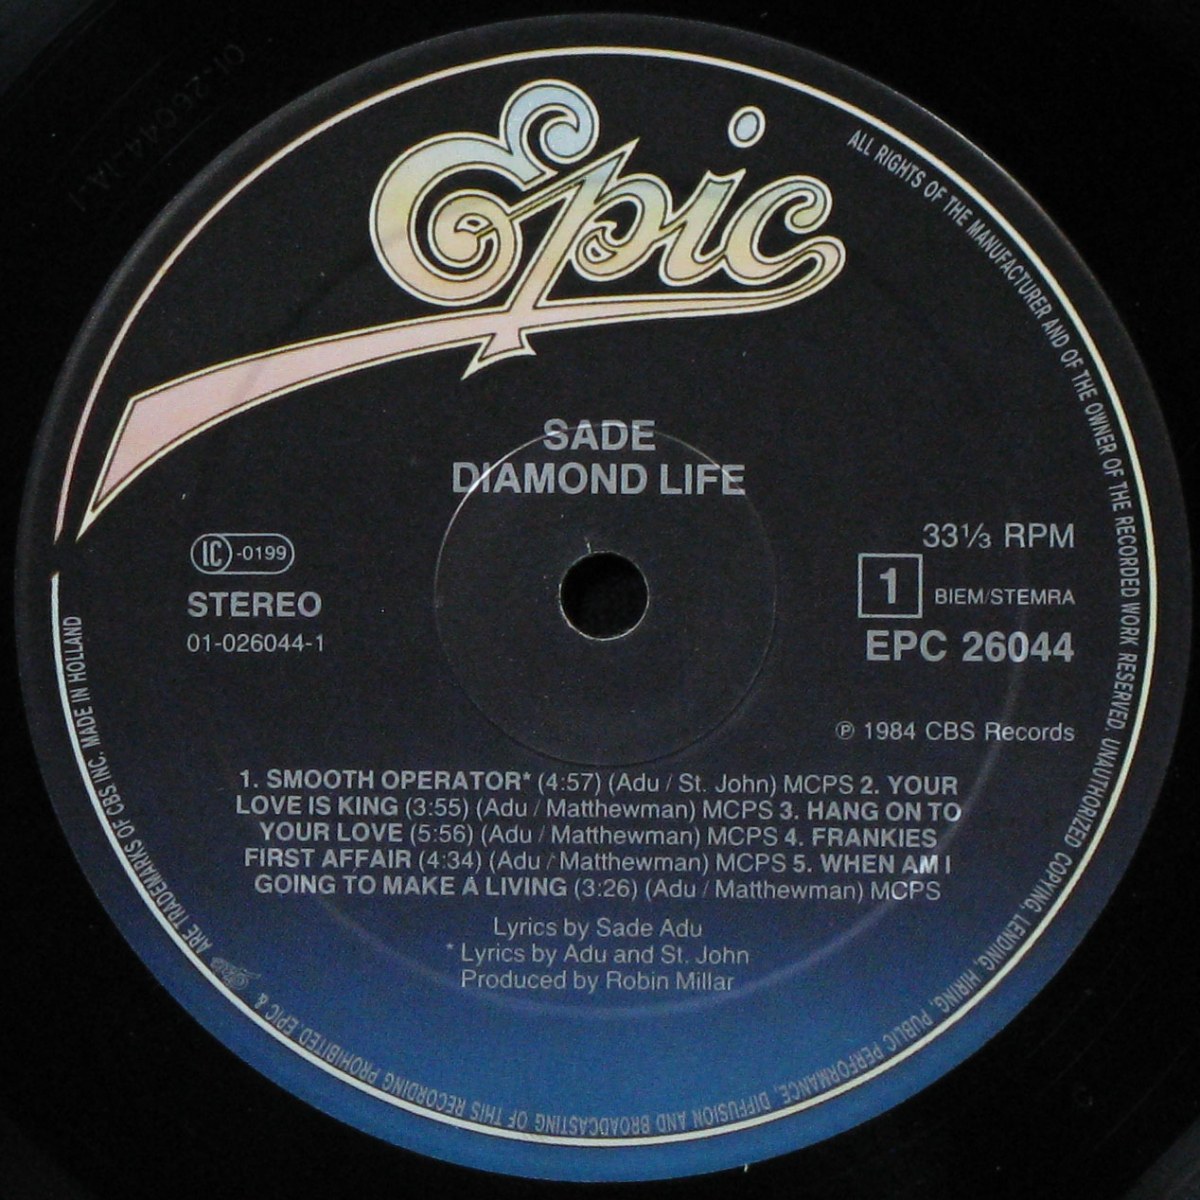 Epic
SADE
DIAMOND LIFE
IC -0199
STEREO
01-026044-1
33⅓ RPM
1 BIEM/STEMRA
EPC 26044
℗ 1984 CBS Records
1. SMOOTH OPERATOR* (4:57) (Adu / St. John) MCPS 2. YOUR
LOVE IS KING (3:55) (Adu / Matthewman) MCPS 3. HANG ON TO
YOUR LOVE (5:56) (Adu / Matthewman) MCPS 4. FRANKIES
FIRST AFFAIR (4:34) (Adu / Matthewman) MCPS 5. WHEN AM I
GOING TO MAKE A LIVING (3:26) (Adu / Matthewman) MCPS
Lyrics by Sade Adu
* Lyrics by Adu and St. John
Produced by Robin Millar
ALL RIGHTS OF THE MANUFACTURER AND OF THE OWNER OF THE RECORDED WORK RESERVED. UNAUTHORIZED COPYING, LENDING, HIRING, PUBLIC PERFORMANCE, DIFFUSION AND BROADCASTING OF THIS RECORDING PROHIBITED. EPIC & Epic ARE TRADEMARKS OF CBS INC. MADE IN HOLLAND